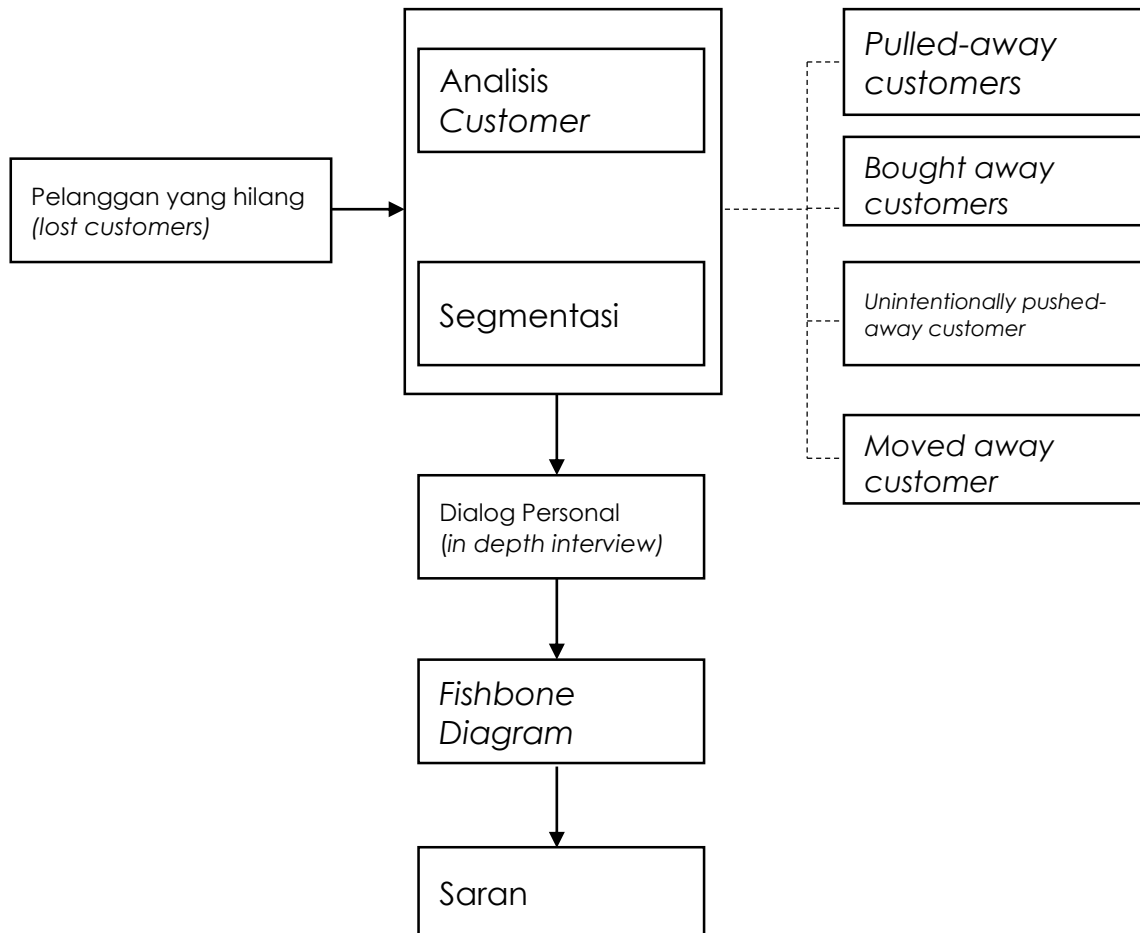 Pelanggan yang hilang
(lost customers)
Analisis
Customer
Segmentasi
Pulled-away
customers
Bought away
customers
Unintentionally pushed-
away customer
Moved away
customer
Dialog Personal
(in depth interview)
Fishbone
Diagram
Saran